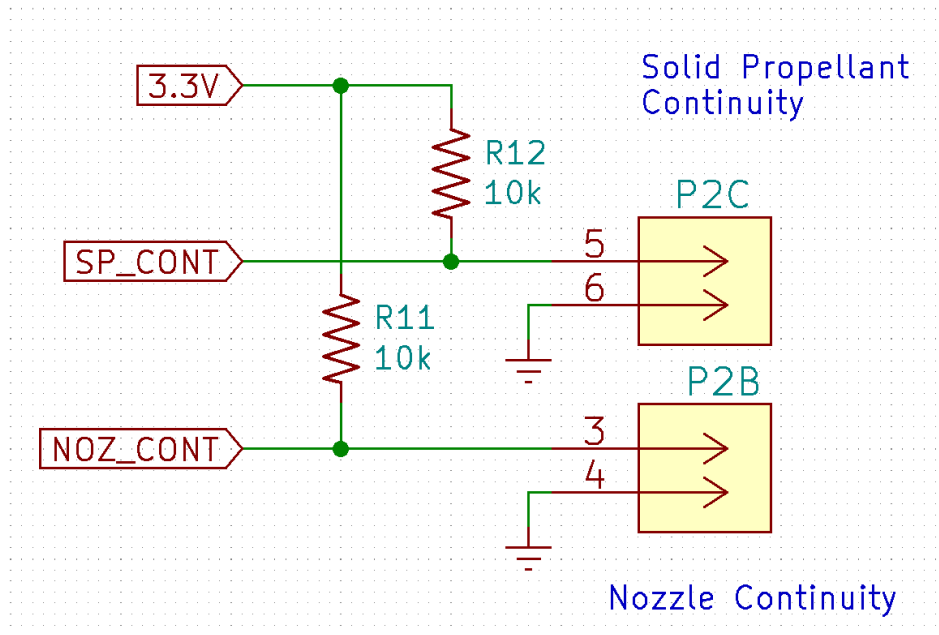 3.3V
Solid Propellant
Continuity
R12
10k
P2C
SP_CONT
5
6
R11
10k
P2B
NOZ_CONT
3
4
Nozzle Continuity